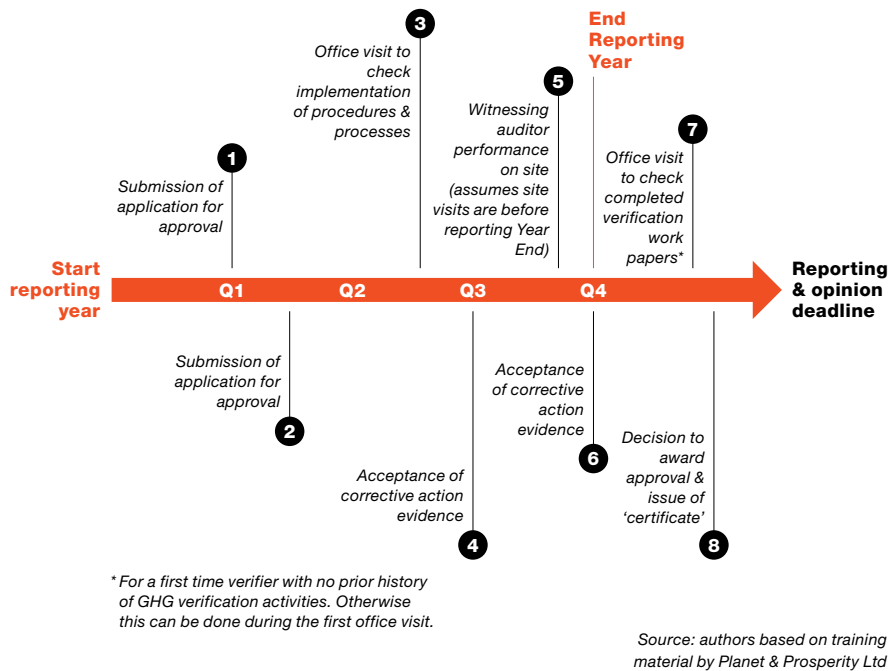 3
Office visit to
check
implementation
of procedures &
processes
End
Reporting
Year
5
Witnessing
auditor
performance
on site
(assumes site
visits are before
reporting Year
End)
7
Office visit
to check
completed
verification
work
papers*
1
Submission of
application for
approval
Start
reporting
year
Q1
Q2
Q3
Q4
Reporting
& opinion
deadline
Submission of
application for
approval
2
Acceptance of
corrective action
evidence
4
Acceptance
of corrective
action
evidence
6
Decision to
award
approval &
issue of
‘certificate’
8
* For a first time verifier with no prior history
of GHG verification activities. Otherwise
this can be done during the first office visit.
Source: authors based on training
material by Planet & Prosperity Ltd